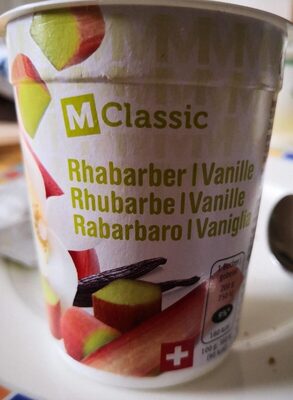 M Classic
Rhabarber | Vanille
Rhubarbe | Vanille
Rabarbaro | Vaniglia